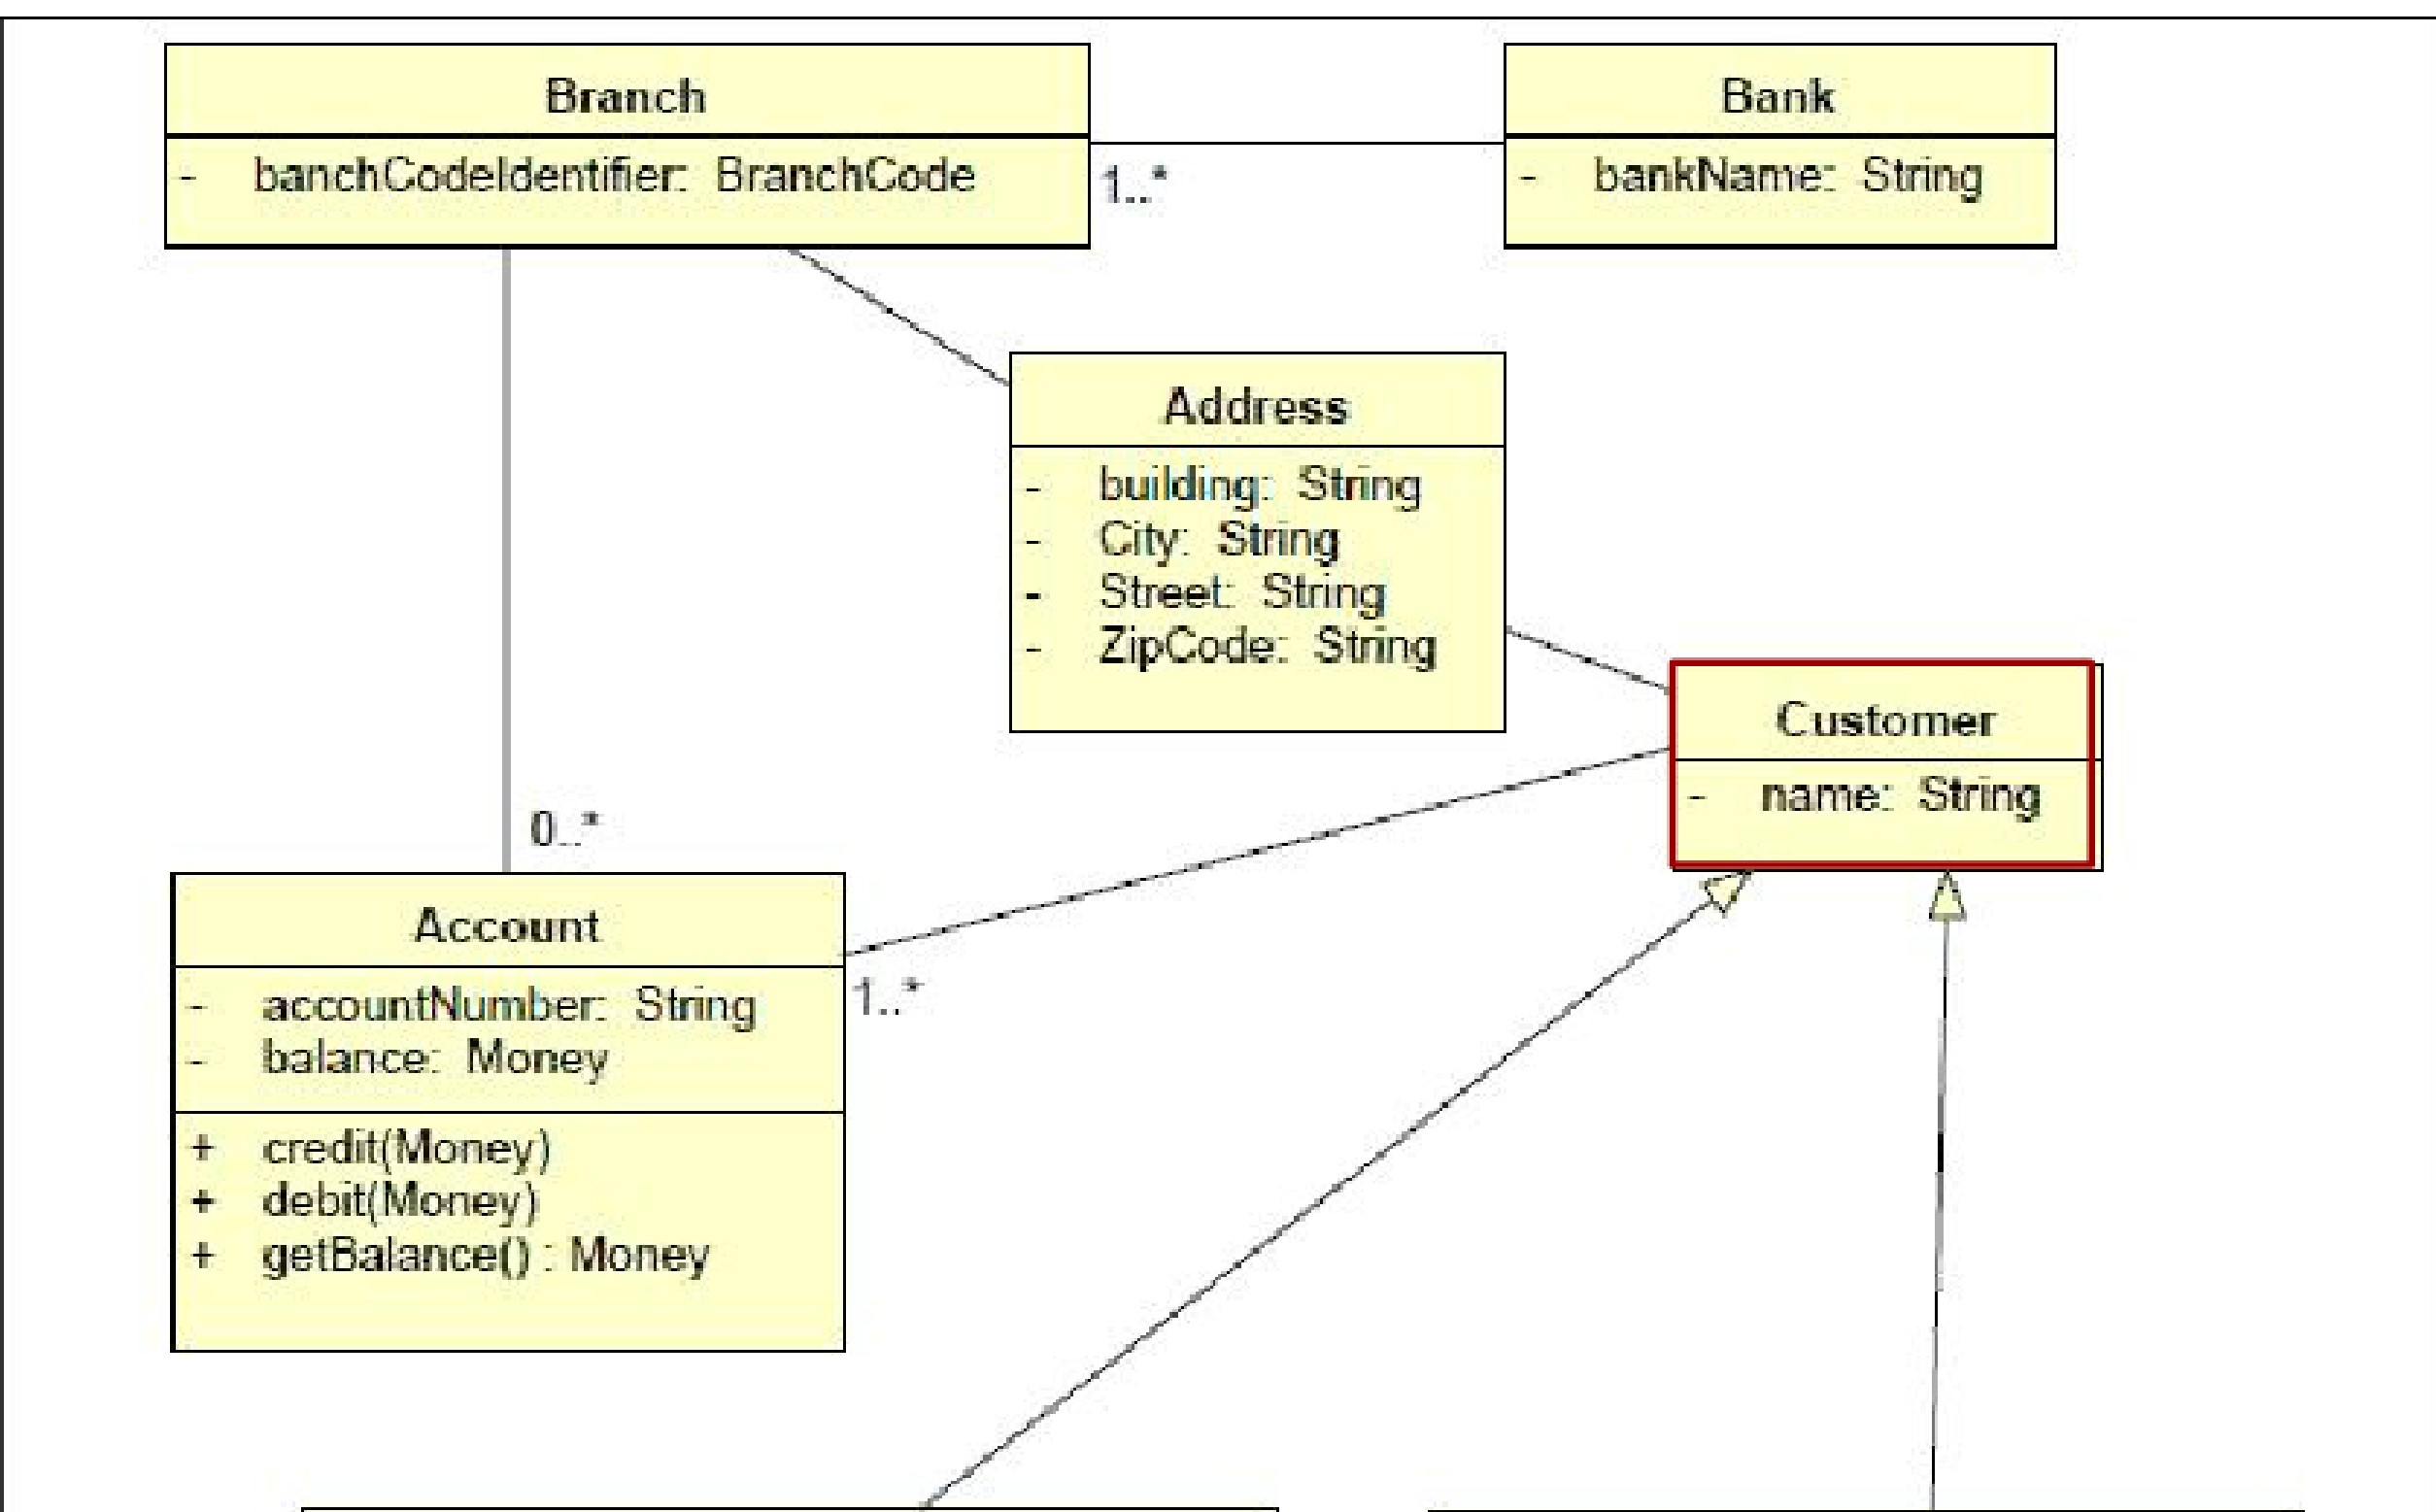 Branch
- banchCodeIdentifier: BranchCode
1..*
Bank
- bankName: String
Address
- building: String
- City: String
- Street: String
- ZipCode: String
Customer
- name: String
0..*
Account
- accountNumber: String
- balance: Money
+ credit(Money)
+ debit(Money)
+ getBalance() : Money
1..*